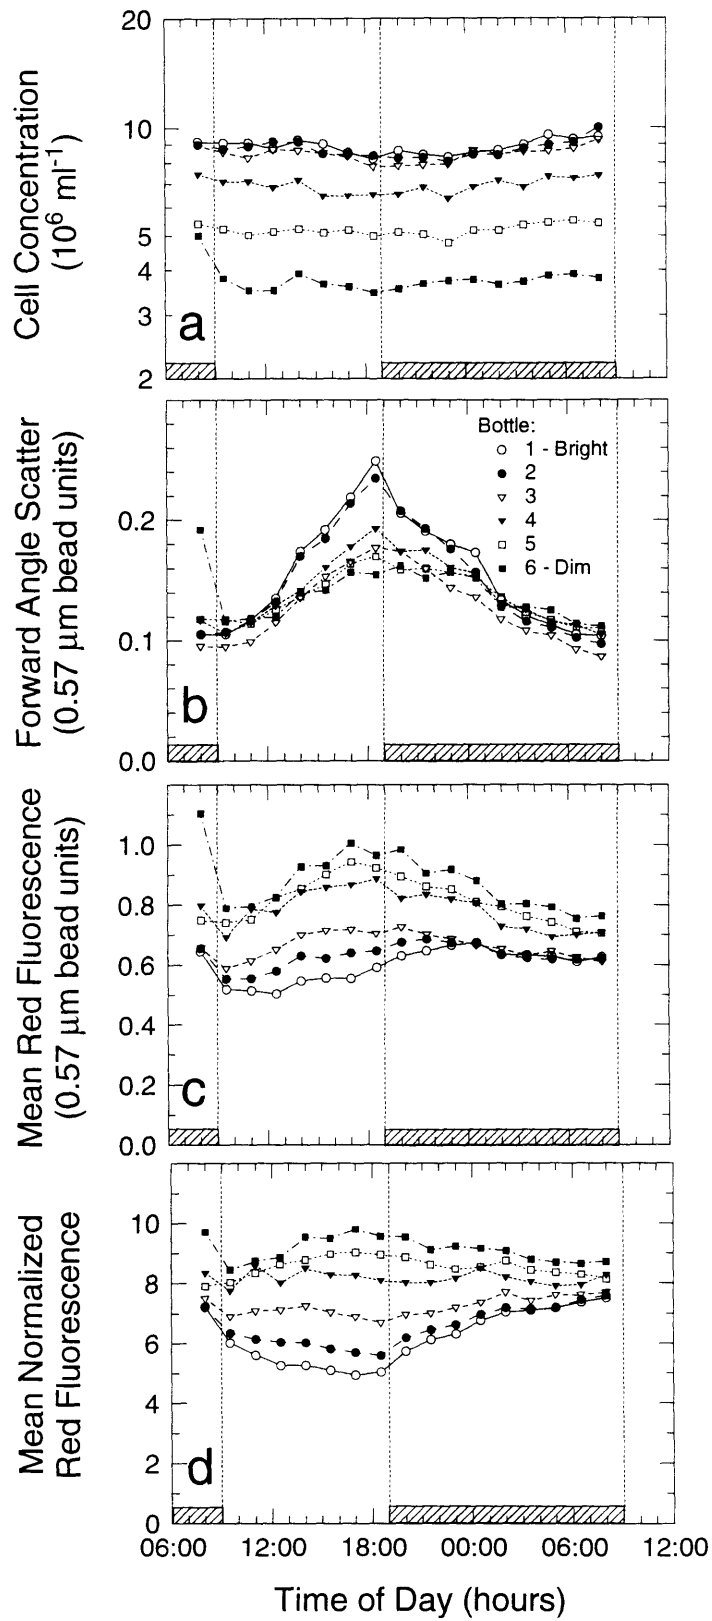 Cell Concentration
(10⁶ ml⁻¹)
20
10
5
4
3
2
a
Forward Angle Scatter
(0.57 µm bead units)
0.2
0.1
0.0
b
Bottle:
1 - Bright
2
3
4
5
6 - Dim
Mean Red Fluorescence
(0.57 µm bead units)
1.0
0.8
0.6
0.4
0.2
0.0
c
Mean Normalized
Red Fluorescence
10
8
6
4
2
0
d
06:00 12:00 18:00 00:00 06:00 12:00
Time of Day (hours)